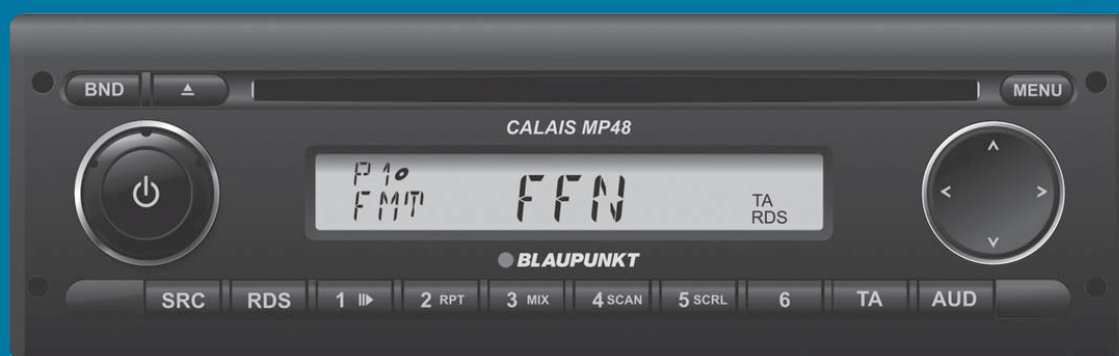 BND MENU
CALAIS MP48
P1
FMT FFN TA
RDS
BLAUPUNKT
SRC RDS 1 2 RPT 3 MIX 4 SCAN 5 SCRL 6 TA AUD